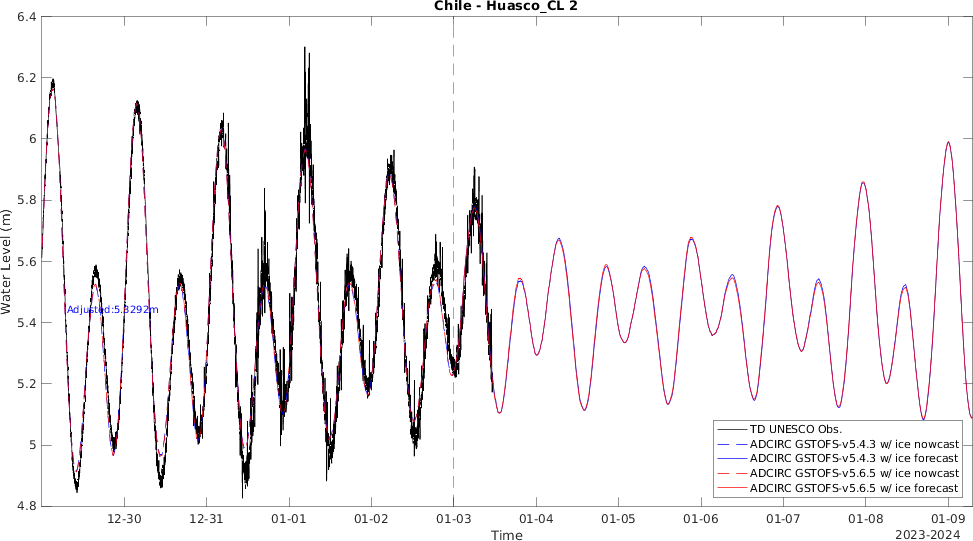 Chile - Huasco_CL 2
Water Level (m)
6.4
6.2
6
5.8
5.6
5.4
5.2
5
4.8
Adjusted:5.3292m
TD UNESCO Obs.
ADCIRC GSTOFS-v5.4.3 w/ ice nowcast
ADCIRC GSTOFS-v5.4.3 w/ ice forecast
ADCIRC GSTOFS-v5.6.5 w/ ice nowcast
ADCIRC GSTOFS-v5.6.5 w/ ice forecast
12-30 12-31 01-01 01-02 01-03 01-04 01-05 01-06 01-07 01-08 01-09
Time
2023-2024